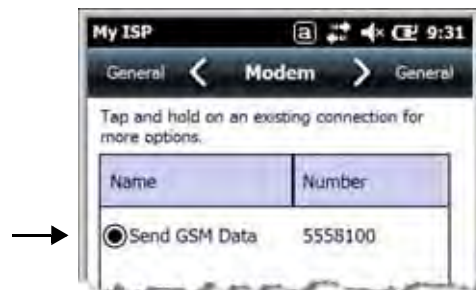 My ISP a 9:31
General Modem General
Tap and hold on an existing connection for
more options.
Name Number
Send GSM Data 5558100